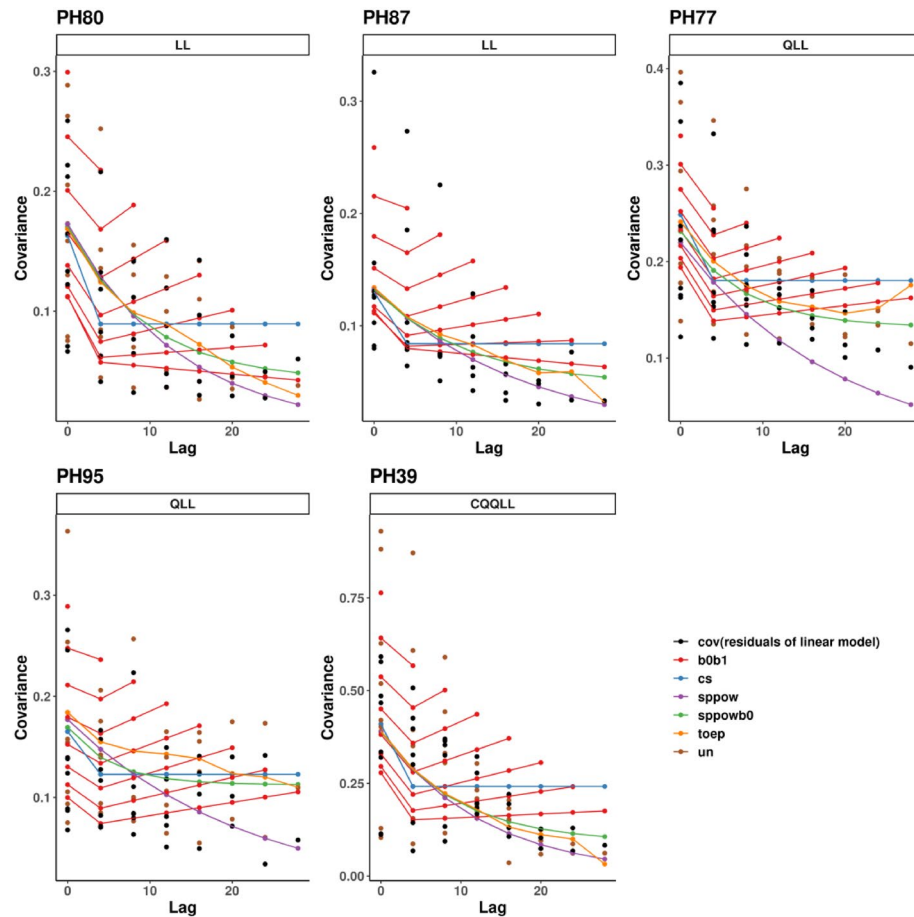 PH80
PH87
PH77
LL
LL
QLL
Covariance
0.3
0.2
0.1
Covariance
0.3
0.2
0.1
Covariance
0.4
0.3
0.2
0.1
0 10 20
0 10 20
0 10 20
Lag
Lag
Lag
PH95
PH39
QLL
CQQLL
Covariance
0.3
0.2
0.1
Covariance
0.75
0.50
0.25
0.00
cov(residuals of linear model)
b0b1
cs
sppow
sppowb0
toep
un
0 10 20
0 10 20
Lag
Lag